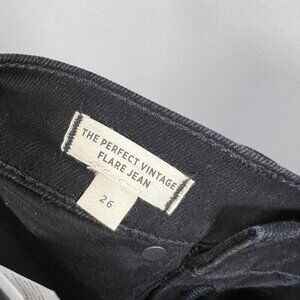 THE PERFECT VINTAGE
FLARE JEAN
26